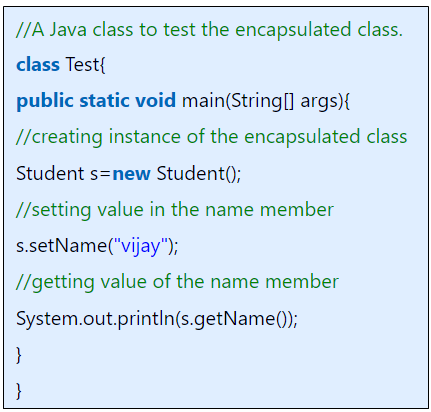 //A Java class to test the encapsulated class.
class Test{
public static void main(String[] args){
//creating instance of the encapsulated class
Student s=new Student();
//setting value in the name member
s.setName("vijay");
//getting value of the name member
System.out.println(s.getName());
}
}